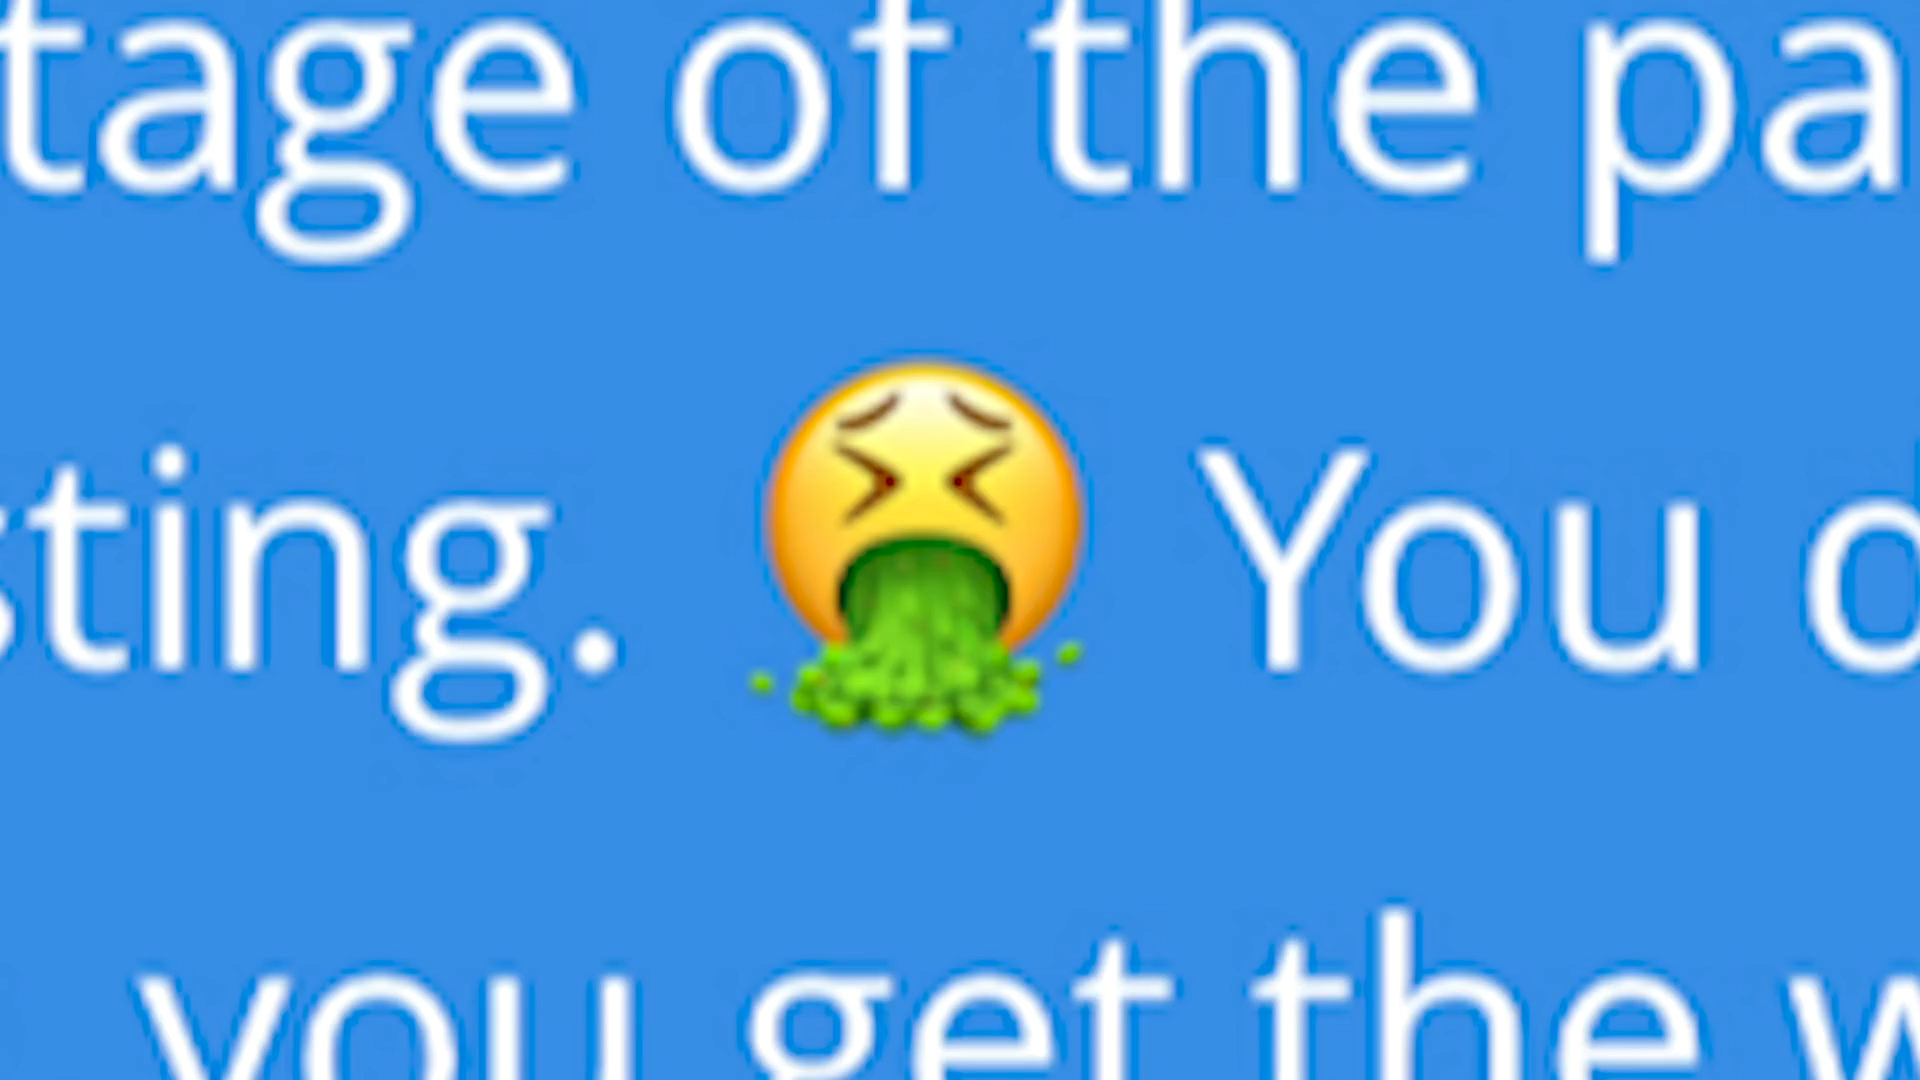 tage of the pa
sting. 🤮 You d
you get the w